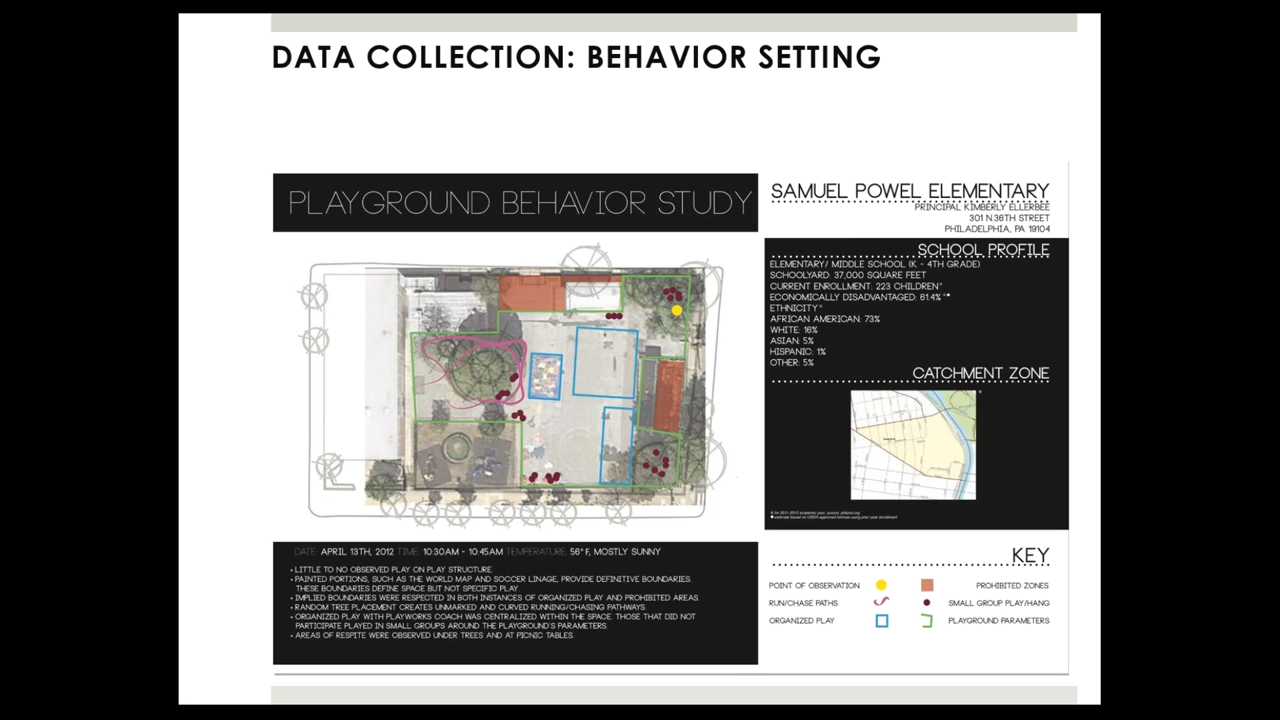 DATA COLLECTION: BEHAVIOR SETTING
PLAYGROUND BEHAVIOR STUDY
SAMUEL POWEL ELEMENTARY
PRINCIPAL KIMBERLY ELLERBEE
301 N.36TH STREET
PHILADELPHIA, PA 19104
SCHOOL PROFILE
ELEMENTARY/ MIDDLE SCHOOL (K - 4TH GRADE)
SCHOOLYARD: 37,000 SQUARE FEET
CURRENT ENROLLMENT: 223 CHILDREN*
ECONOMICALLY DISADVANTAGED: 61.4%
ETHNICITY*
AFRICAN AMERICAN: 73%
WHITE: 16%
ASIAN: 5%
HISPANIC: 1%
OTHER: 5%
CATCHMENT ZONE
DATE: APRIL 13TH, 2012 TIME: 10:30AM - 10:45AM TEMPERATURE: 56° F, MOSTLY SUNNY
• LITTLE TO NO OBSERVED PLAY ON PLAY STRUCTURE.
• PAINTED PORTIONS, SUCH AS THE WORLD MAP AND SOCCER LINAGE, PROVIDE DEFINITIVE BOUNDARIES.
THESE BOUNDARIES DEFINE SPACE BUT NOT SPECIFIC PLAY.
• IMPLIED BOUNDARIES WERE RESPECTED IN BOTH INSTANCES OF ORGANIZED PLAY AND PROHIBITED AREAS.
• RANDOM TREE PLACEMENT CREATES UNMARKED AND CURVED RUNNING/CHASING PATHWAYS.
• ORGANIZED PLAY WITH PLAYWORKS COACH WAS CENTRALIZED WITHIN THE SPACE. THOSE THAT DID NOT
PARTICIPATE PLAYED IN SMALL GROUPS AROUND THE PLAYGROUND'S PARAMETERS.
• AREAS OF RESPITE WERE OBSERVED UNDER TREES AND AT PICNIC TABLES.
KEY
POINT OF OBSERVATION
PROHIBITED ZONES
RUN/CHASE PATHS
SMALL GROUP PLAY/HANG
ORGANIZED PLAY
PLAYGROUND PARAMETERS